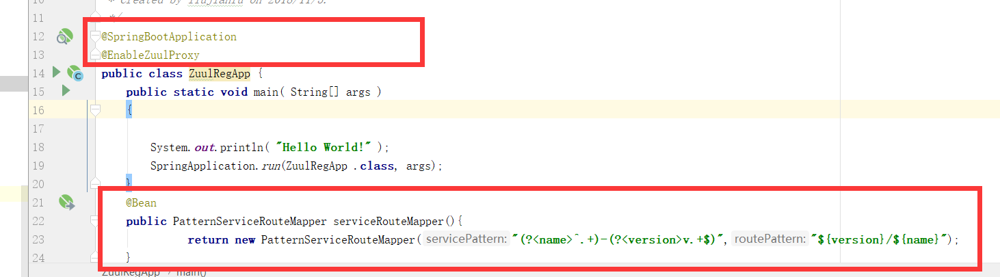 10 * Created by liujianfu on 2018/11/5.
11 */
12 @SpringBootApplication
13 @EnableZuulProxy
14 public class ZuulRegApp {
15 public static void main( String[] args )
16 {
17
18 System.out.println( "Hello World!" );
19 SpringApplication.run(ZuulRegApp .class, args);
20 }
21 @Bean
22 public PatternServiceRouteMapper serviceRouteMapper(){
23 return new PatternServiceRouteMapper( servicePattern: "(?<name>^.+)-(?<version>v.+$)", routePattern: "${version}/${name}");
24 }
ZuulRegApp > main()